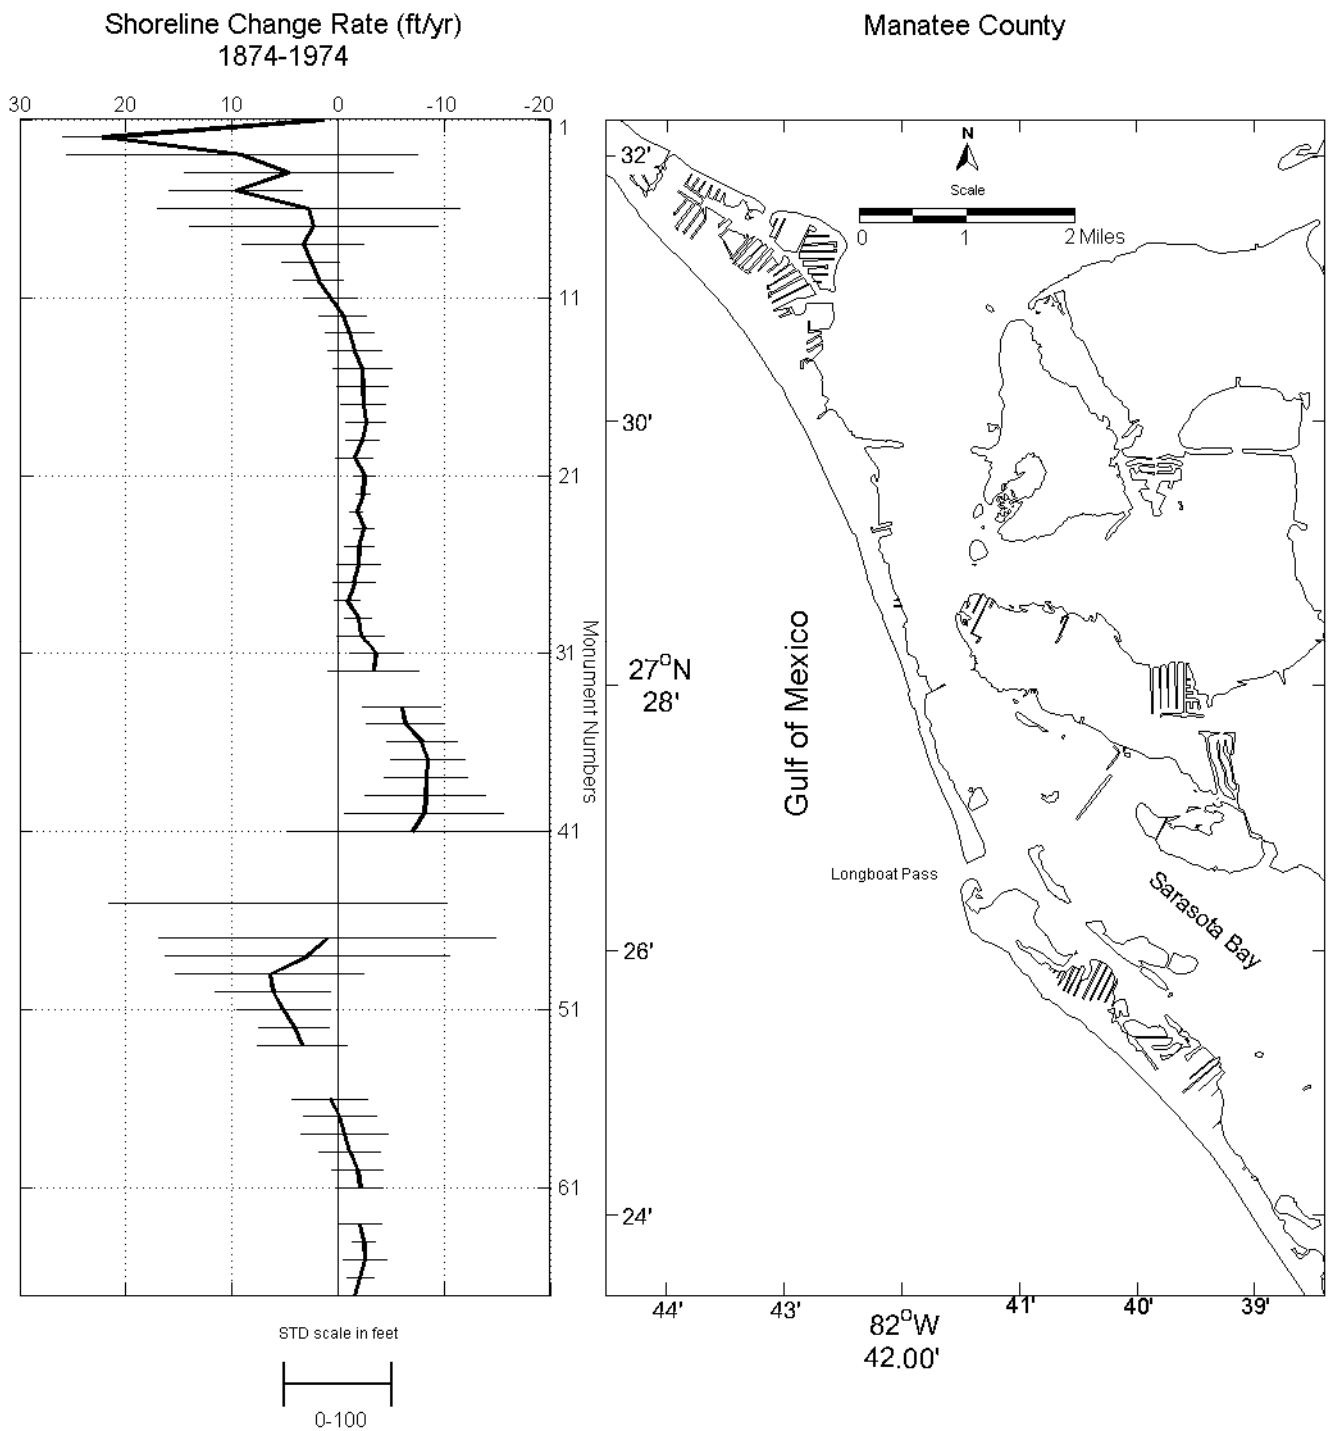 Shoreline Change Rate (ft/yr)
1874-1974
Manatee County
30 20 10 0 -10 -20
1
11
21
31
41
51
61
Monument Numbers
STD scale in feet
0-100
N
Scale
0 1 2 Miles
32'
30'
27°N
28'
26'
24'
Gulf of Mexico
Longboat Pass
Sarasota Bay
44' 43' 41' 40' 39'
82°W
42.00'